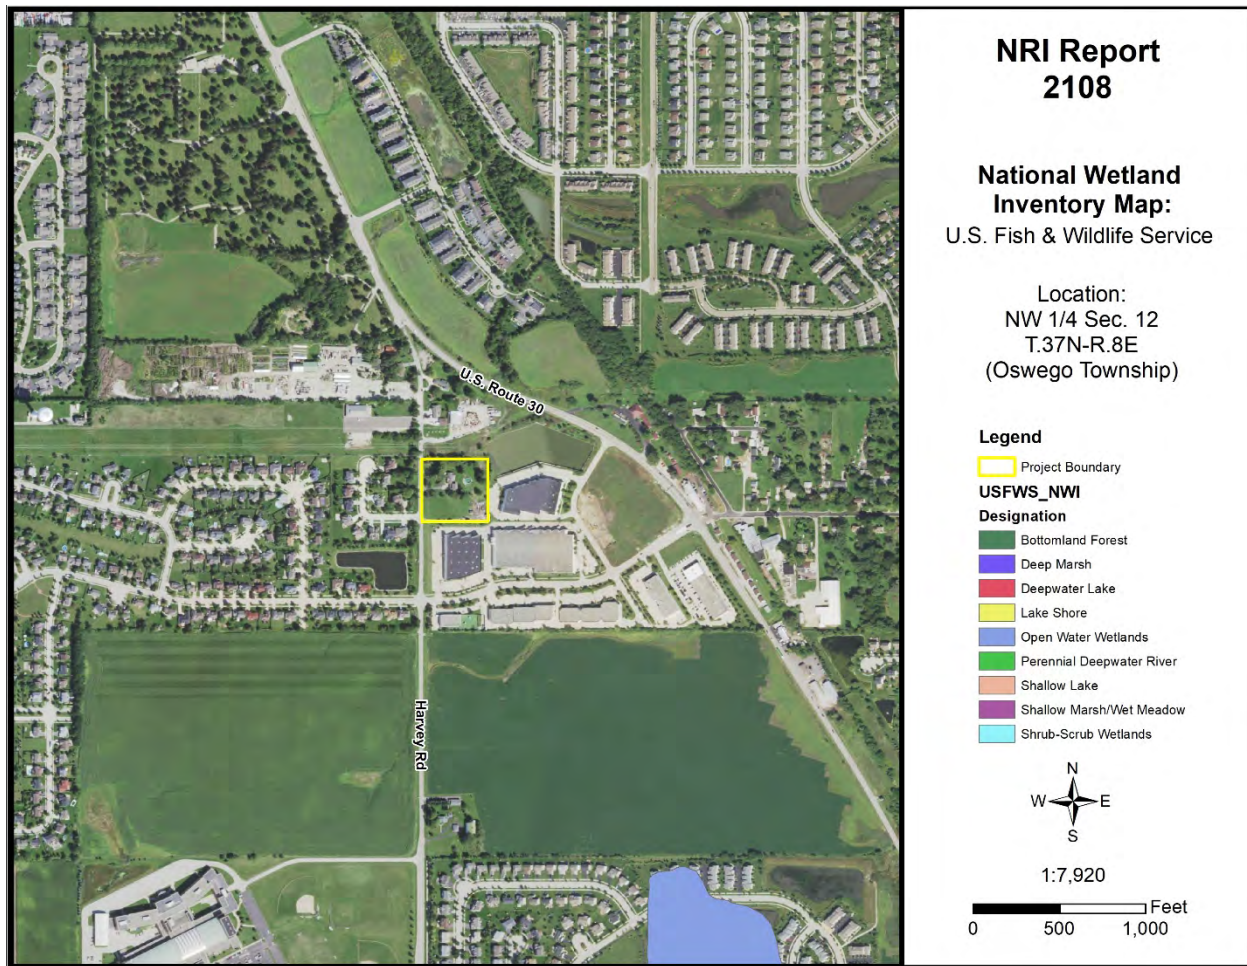 NRI Report
2108
National Wetland
Inventory Map:
U.S. Fish & Wildlife Service
Location:
NW 1/4 Sec. 12
T.37N-R.8E
(Oswego Township)
Legend
Project Boundary
USFWS_NWI
Designation
Bottomland Forest
Deep Marsh
Deepwater Lake
Lake Shore
Open Water Wetlands
Perennial Deepwater River
Shallow Lake
Shallow Marsh/Wet Meadow
Shrub-Scrub Wetlands
N
W E
S
1:7,920
Feet
0 500 1,000
U.S. Route 30
Harvey Rd